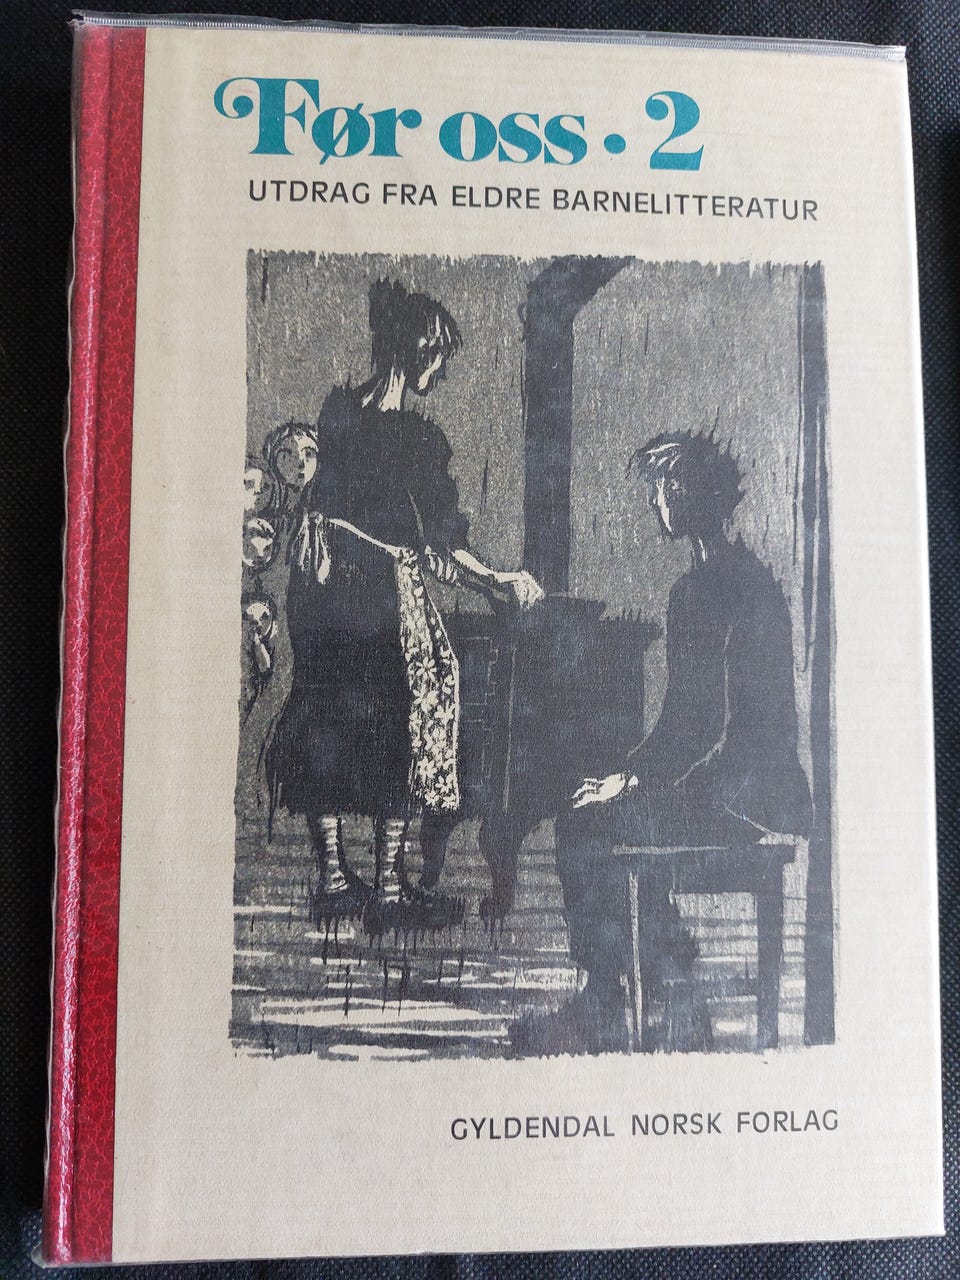 Før oss • 2
UTDRAG FRA ELDRE BARNELITTERATUR
GYLDENDAL NORSK FORLAG